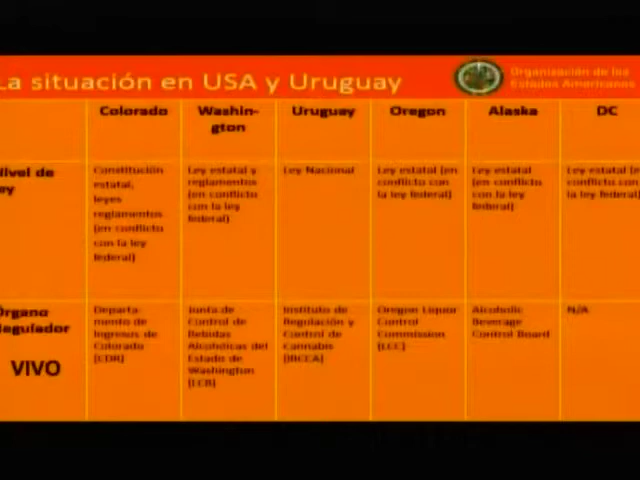 La situación en USA y Uruguay
Organización de los
Estados Americanos
Colorado
Washin-
gton
Uruguay
Oregon
Alaska
DC
Nivel de
ley
Constitución
estatal,
leyes
reglamentos
(en conflicto
con la ley
federal)
Ley estatal y
reglamentos
(en conflicto
con la ley
federal)
Ley Nacional
Ley estatal (en
conflicto con
la ley federal)
Ley estatal
(en conflicto
con la ley
federal)
Ley estatal (en
conflicto con
la ley federal)
Órgano
Regulador
Departa-
mento de
Ingresos de
Colorado
(CDR)
Junta de
Control de
Bebidas
Alcohólicas del
Estado de
Washington
(LCB)
Instituto de
Regulación y
Control de
Cannabis
(IRCCA)
Oregon Liquor
Control
Commission
(LCC)
Alcoholic
Beverage
Control Board
N/A
VIVO